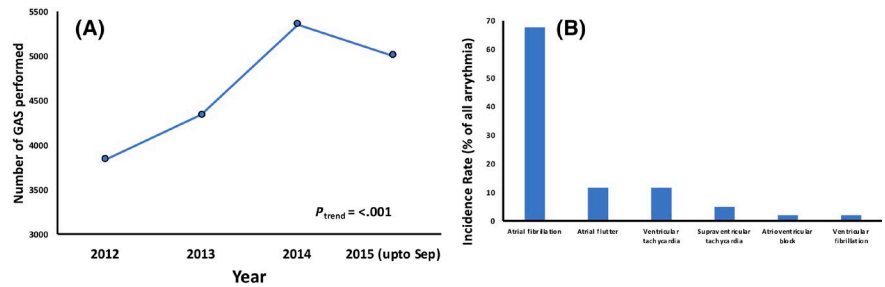 (A)
Number of GAS performed
5500
5000
4500
4000
3500
3000
P trend = <.001
2012 2013 2014 2015 (upto Sep)
Year
(B)
Incidence Rate (% of all arrythmia)
70
60
50
40
30
20
10
0
Atrial fibrillation Atrial flutter Ventricular tachycardia Supraventricular tachycardia Atrioventricular block Ventricular fibrillation